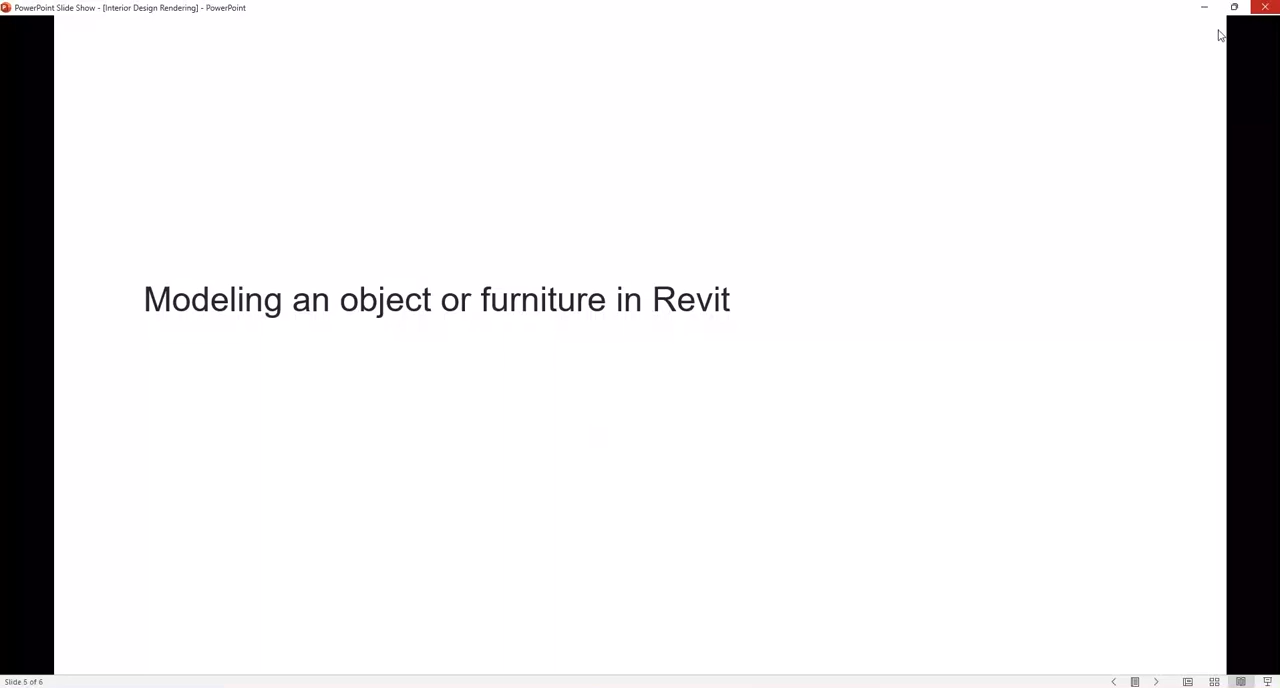 PowerPoint Slide Show - [Interior Design Rendering] - PowerPoint
Modeling an object or furniture in Revit
Slide 5 of 6